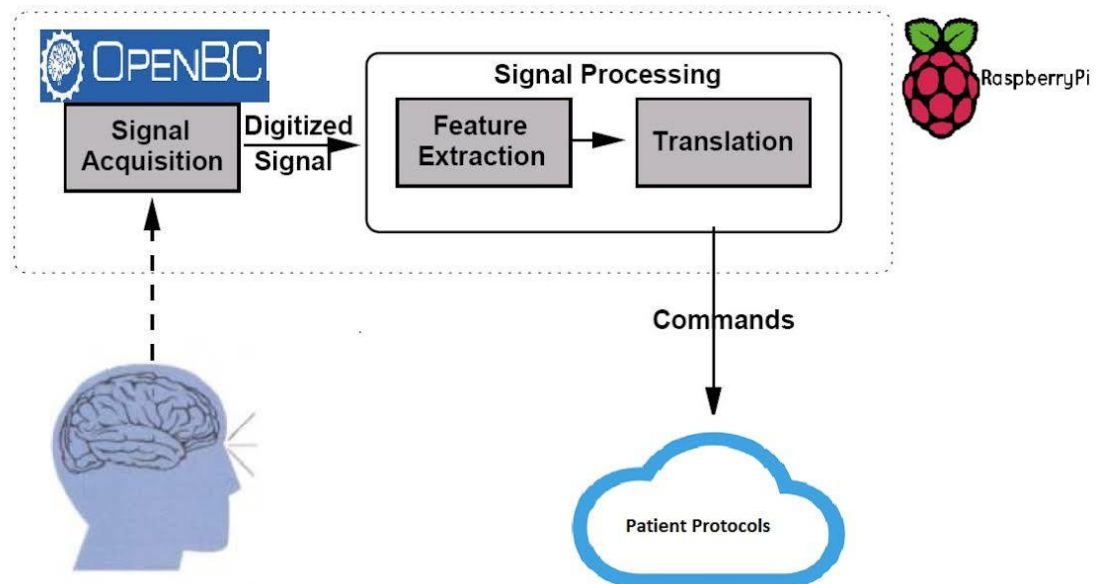 OPENBCI
Signal Processing
RaspberryPi
Signal
Acquisition
Digitized
Signal
Feature
Extraction
Translation
Commands
Patient Protocols